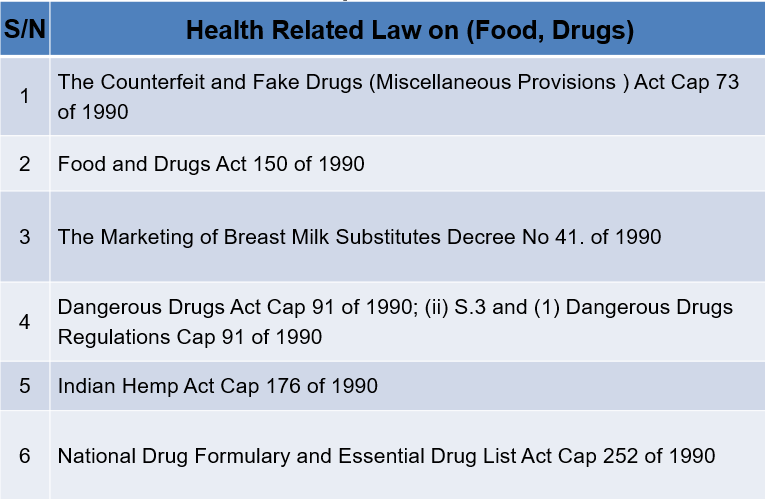 S/N Health Related Law on (Food, Drugs)
1 The Counterfeit and Fake Drugs (Miscellaneous Provisions ) Act Cap 73
of 1990
2 Food and Drugs Act 150 of 1990
3 The Marketing of Breast Milk Substitutes Decree No 41. of 1990
4 Dangerous Drugs Act Cap 91 of 1990; (ii) S.3 and (1) Dangerous Drugs
Regulations Cap 91 of 1990
5 Indian Hemp Act Cap 176 of 1990
6 National Drug Formulary and Essential Drug List Act Cap 252 of 1990